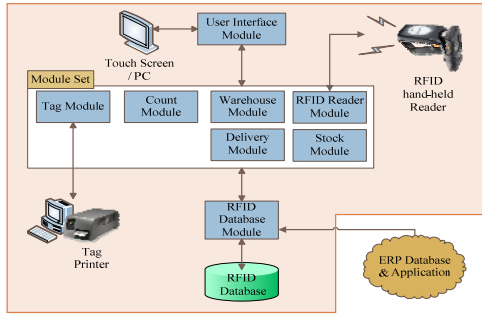 User Interface
Module
Touch Screen
/ PC
RFID
hand-held
Reader
Module Set
Tag Module
Count
Module
Warehouse
Module
RFID Reader
Module
Delivery
Module
Stock
Module
RFID
Database
Module
Tag
Printer
ERP Database
& Application
RFID
Database